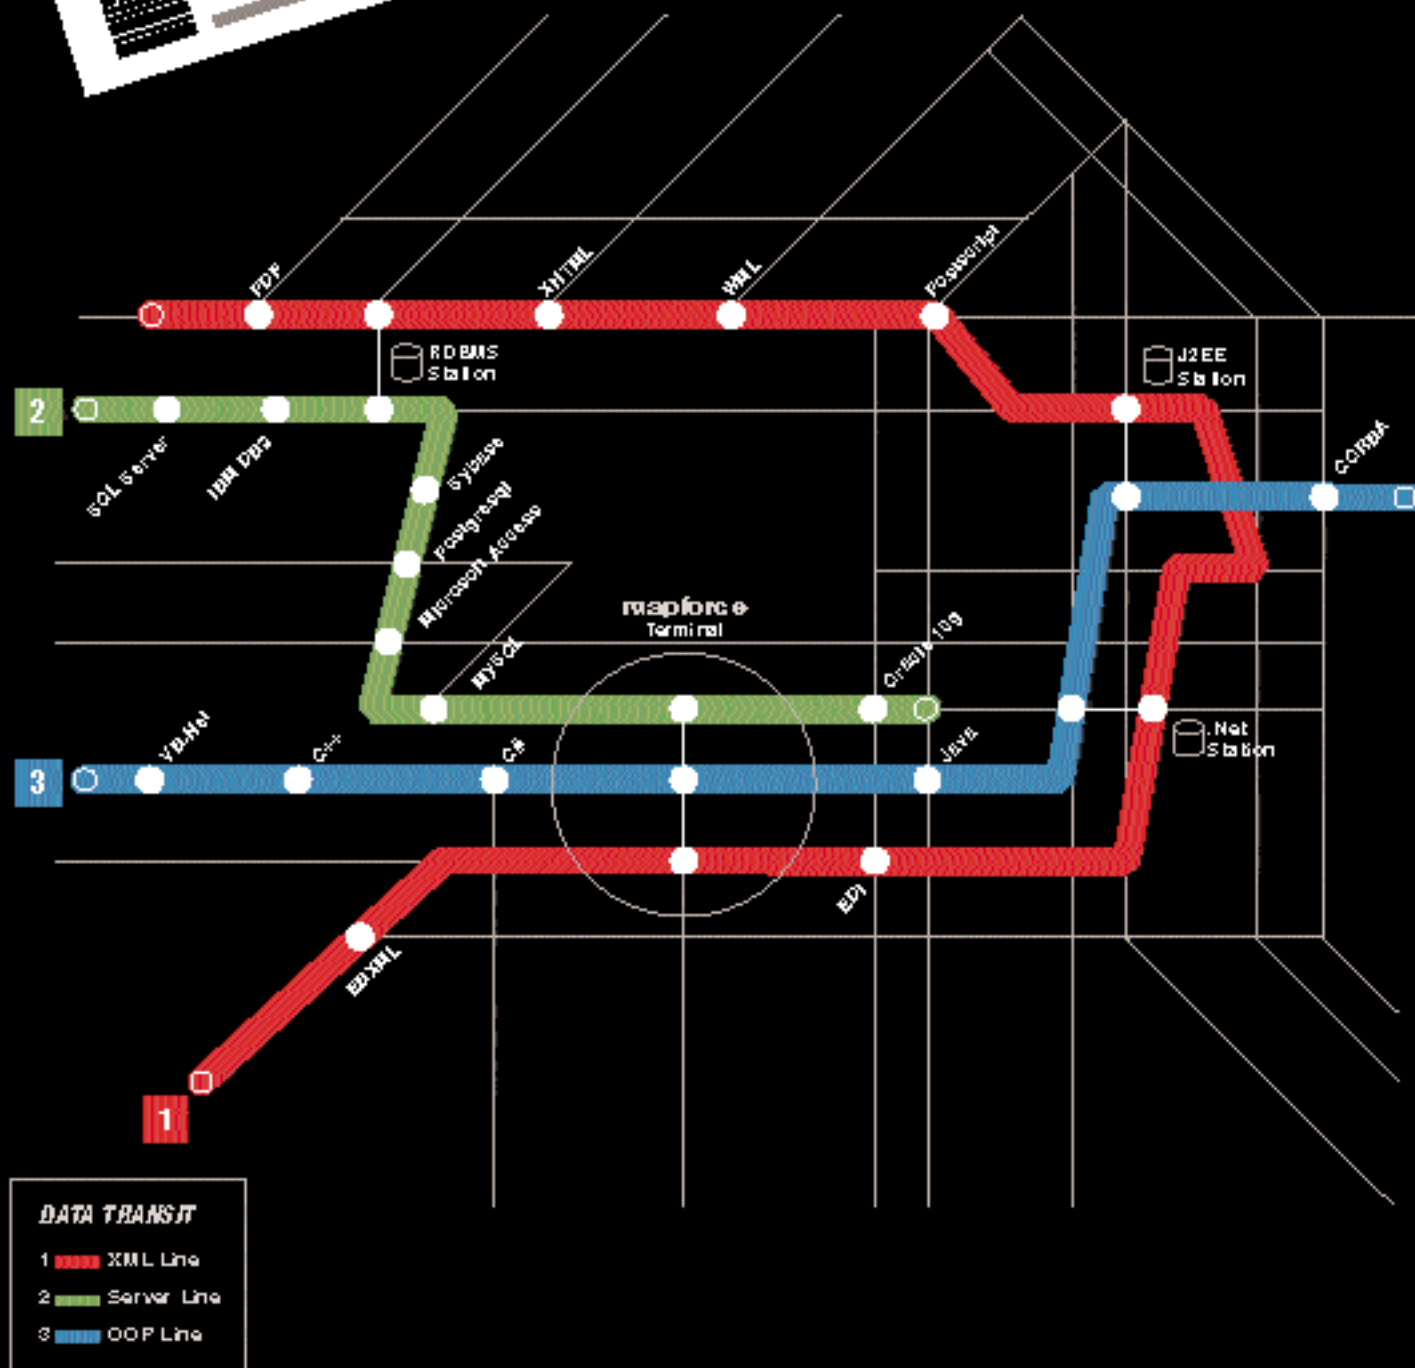 PDF
XHTML
WML
Postscript
RDBMS
Station
J2EE
Station
2
SQL Server
IBM DB2
Sybase
Postgresql
Microsoft Access
CORBA
mapforce
Terminal
MySQL
Oracle 10g
VB.Net
C++
C#
Java
.Net
Station
3
EDI
EBXML
1
DATA TRANSIT
1 XML Line
2 Server Line
3 OOP Line